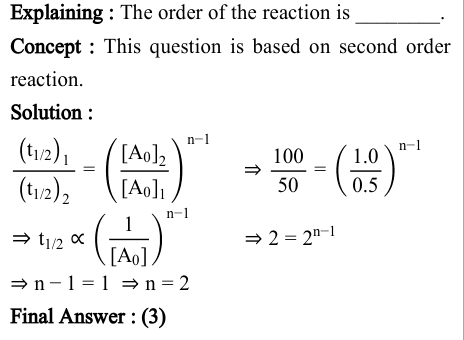 Explaining : The order of the reaction is ________.
Concept : This question is based on second order
reaction.
Solution :
(t₁/₂)₁ / (t₁/₂)₂ = ([A₀]₂ / [A₀]₁)ⁿ⁻¹ ⇒ 100/50 = (1.0/0.5)ⁿ⁻¹
⇒ t₁/₂ ∝ (1/[A₀])ⁿ⁻¹ ⇒ 2 = 2ⁿ⁻¹
⇒ n − 1 = 1 ⇒ n = 2
Final Answer : (3)